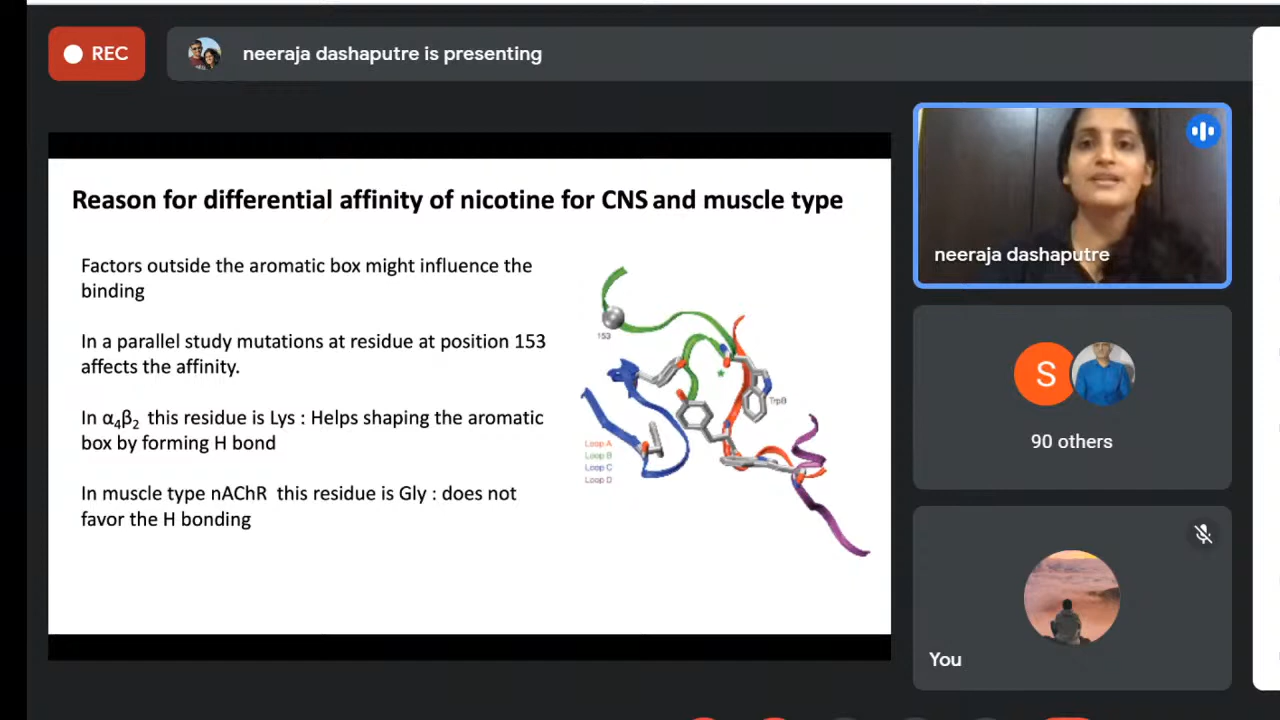 REC
neeraja dashaputre is presenting
Reason for differential affinity of nicotine for CNS and muscle type
Factors outside the aromatic box might influence the
binding
In a parallel study mutations at residue at position 153
affects the affinity.
In α₄β₂ this residue is Lys : Helps shaping the aromatic
box by forming H bond
In muscle type nAChR this residue is Gly : does not
favor the H bonding
153
TrpB
Loop A
Loop B
Loop C
Loop D
neeraja dashaputre
S
90 others
You